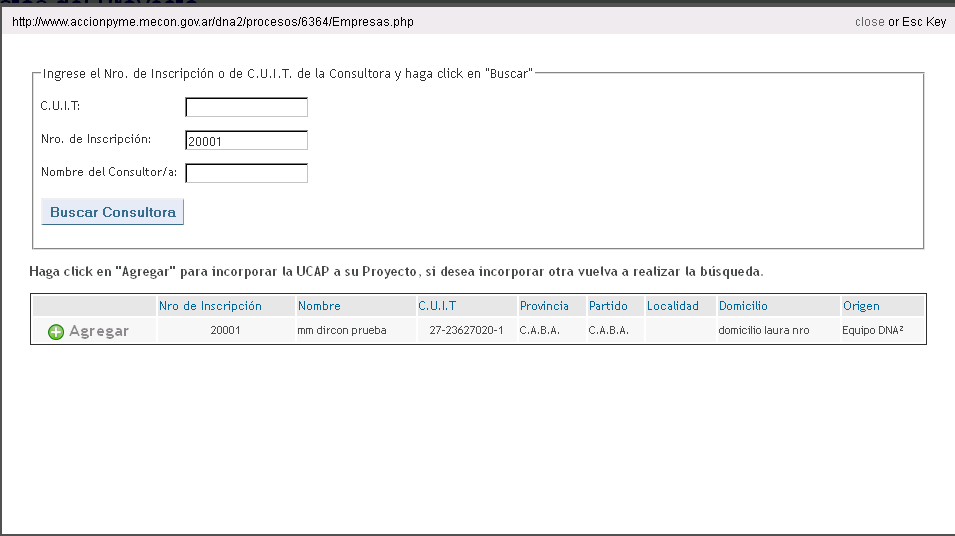 http://www.accionpyme.mecon.gov.ar/dna2/procesos/6364/Empresas.php close or Esc Key
Ingrese el Nro. de Inscripción o de C.U.I.T. de la Consultora y haga click en "Buscar"
C.U.I.T:
Nro. de Inscripción: 20001
Nombre del Consultor/a:
Buscar Consultora
Haga click en "Agregar" para incorporar la UCAP a su Proyecto, si desea incorporar otra vuelva a realizar la búsqueda.
Nro de Inscripción Nombre C.U.I.T Provincia Partido Localidad Domicilio Origen
Agregar 20001 mm dircon prueba 27-23627020-1 C.A.B.A. C.A.B.A. domicilio laura nro Equipo DNA²